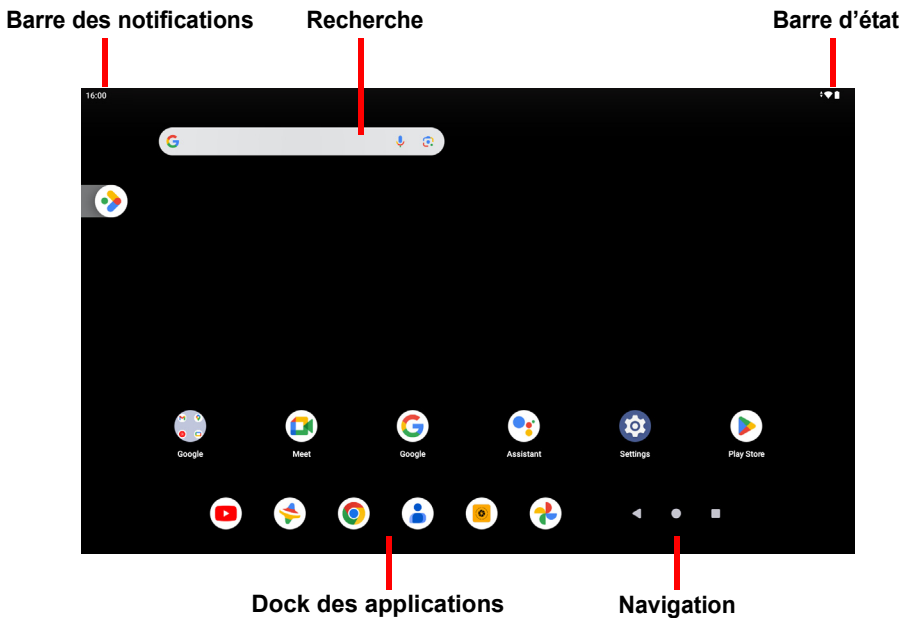 Barre des notifications Recherche Barre d’état
16:00
Google Meet Google Assistant Settings Play Store
Dock des applications Navigation